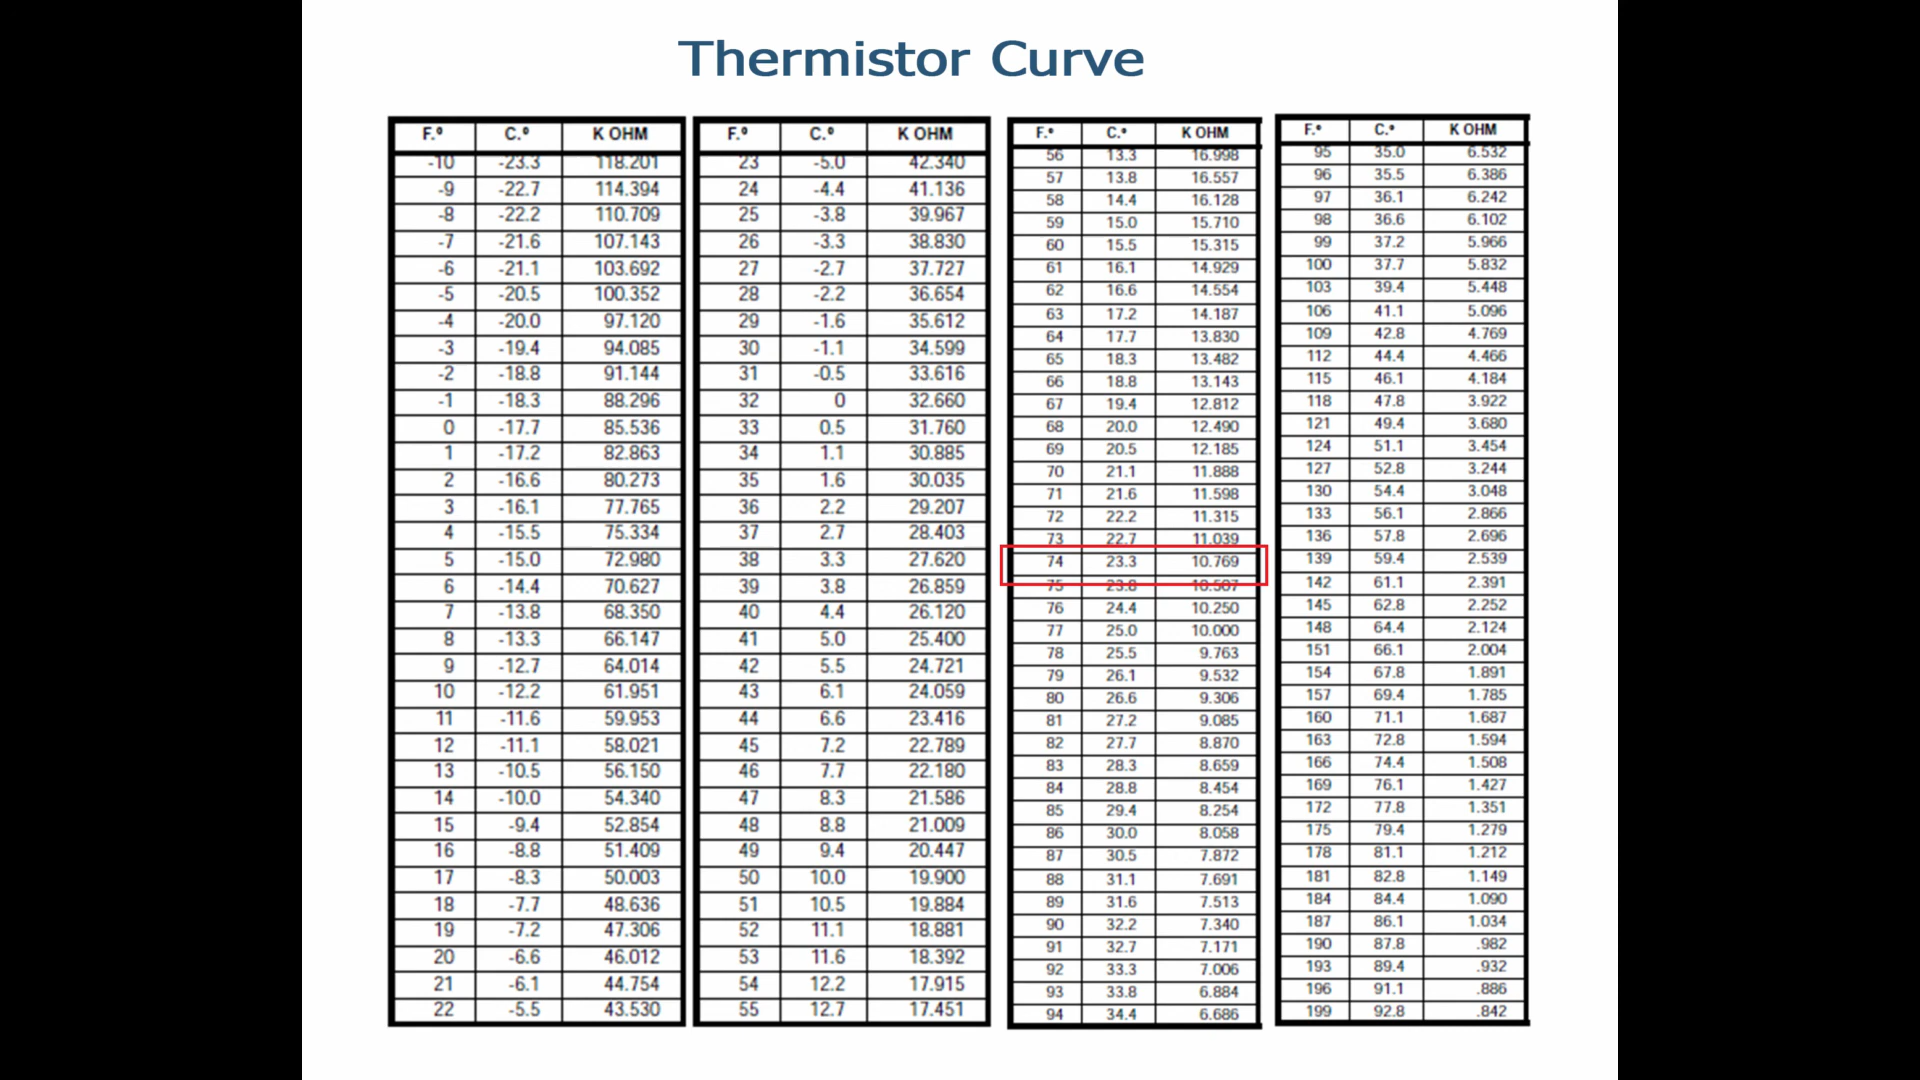 Thermistor Curve
F.º C.º K OHM
-10 -23.3 118.201
-9 -22.7 114.394
-8 -22.2 110.709
-7 -21.6 107.143
-6 -21.1 103.692
-5 -20.5 100.352
-4 -20.0 97.120
-3 -19.4 94.085
-2 -18.8 91.144
-1 -18.3 88.296
0 -17.7 85.536
1 -17.2 82.863
2 -16.6 80.273
3 -16.1 77.765
4 -15.5 75.334
5 -15.0 72.980
6 -14.4 70.627
7 -13.8 68.350
8 -13.3 66.147
9 -12.7 64.014
10 -12.2 61.951
11 -11.6 59.953
12 -11.1 58.021
13 -10.5 56.150
14 -10.0 54.340
15 -9.4 52.854
16 -8.8 51.409
17 -8.3 50.003
18 -7.7 48.636
19 -7.2 47.306
20 -6.6 46.012
21 -6.1 44.754
22 -5.5 43.530
F.º C.º K OHM
23 -5.0 42.340
24 -4.4 41.136
25 -3.8 39.967
26 -3.3 38.830
27 -2.7 37.727
28 -2.2 36.654
29 -1.6 35.612
30 -1.1 34.599
31 -0.5 33.616
32 0 32.660
33 0.5 31.760
34 1.1 30.885
35 1.6 30.035
36 2.2 29.207
37 2.7 28.403
38 3.3 27.620
39 3.8 26.859
40 4.4 26.120
41 5.0 25.400
42 5.5 24.721
43 6.1 24.059
44 6.6 23.416
45 7.2 22.789
46 7.7 22.180
47 8.3 21.586
48 8.8 21.009
49 9.4 20.447
50 10.0 19.900
51 10.5 19.884
52 11.1 18.881
53 11.6 18.392
54 12.2 17.915
55 12.7 17.451
F.º C.º K OHM
56 13.3 16.998
57 13.8 16.557
58 14.4 16.128
59 15.0 15.710
60 15.5 15.315
61 16.1 14.929
62 16.6 14.554
63 17.2 14.187
64 17.7 13.830
65 18.3 13.482
66 18.8 13.143
67 19.4 12.812
68 20.0 12.490
69 20.5 12.185
70 21.1 11.888
71 21.6 11.598
72 22.2 11.315
73 22.7 11.039
74 23.3 10.769
75 23.8 10.507
76 24.4 10.250
77 25.0 10.000
78 25.5 9.763
79 26.1 9.532
80 26.6 9.306
81 27.2 9.085
82 27.7 8.870
83 28.3 8.659
84 28.8 8.454
85 29.4 8.254
86 30.0 8.058
87 30.5 7.872
88 31.1 7.691
89 31.6 7.513
90 32.2 7.340
91 32.7 7.171
92 33.3 7.006
93 33.8 6.884
94 34.4 6.686
F.º C.º K OHM
95 35.0 6.532
96 35.5 6.386
97 36.1 6.242
98 36.6 6.102
99 37.2 5.966
100 37.7 5.832
103 39.4 5.448
106 41.1 5.096
109 42.8 4.769
112 44.4 4.466
115 46.1 4.184
118 47.8 3.922
121 49.4 3.680
124 51.1 3.454
127 52.8 3.244
130 54.4 3.048
133 56.1 2.866
136 57.8 2.696
139 59.4 2.539
142 61.1 2.391
145 62.8 2.252
148 64.4 2.124
151 66.1 2.004
154 67.8 1.891
157 69.4 1.785
160 71.1 1.687
163 72.8 1.594
166 74.4 1.508
169 76.1 1.427
172 77.8 1.351
175 79.4 1.279
178 81.1 1.212
181 82.8 1.149
184 84.4 1.090
187 86.1 1.034
190 87.8 .982
193 89.4 .932
196 91.1 .886
199 92.8 .842